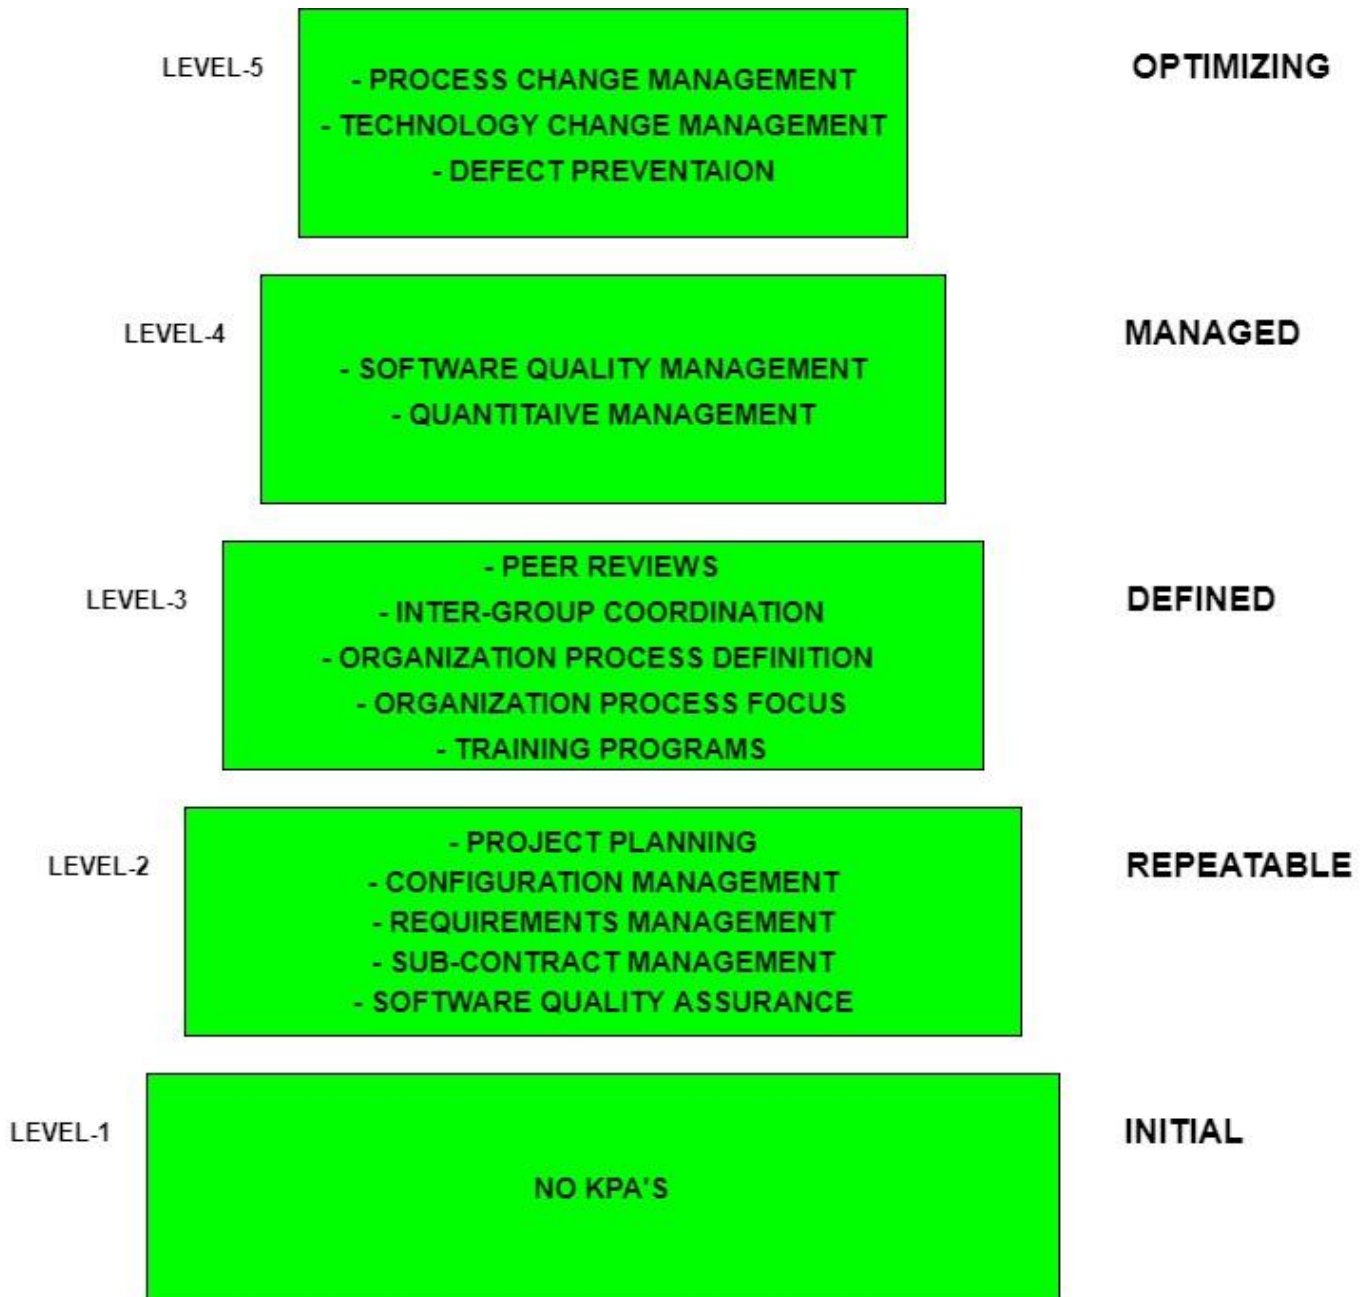 LEVEL-5
OPTIMIZING
- PROCESS CHANGE MANAGEMENT
- TECHNOLOGY CHANGE MANAGEMENT
- DEFECT PREVENTAION
LEVEL-4
MANAGED
- SOFTWARE QUALITY MANAGEMENT
- QUANTITAIVE MANAGEMENT
LEVEL-3
DEFINED
- PEER REVIEWS
- INTER-GROUP COORDINATION
- ORGANIZATION PROCESS DEFINITION
- ORGANIZATION PROCESS FOCUS
- TRAINING PROGRAMS
LEVEL-2
REPEATABLE
- PROJECT PLANNING
- CONFIGURATION MANAGEMENT
- REQUIREMENTS MANAGEMENT
- SUB-CONTRACT MANAGEMENT
- SOFTWARE QUALITY ASSURANCE
LEVEL-1
INITIAL
NO KPA'S